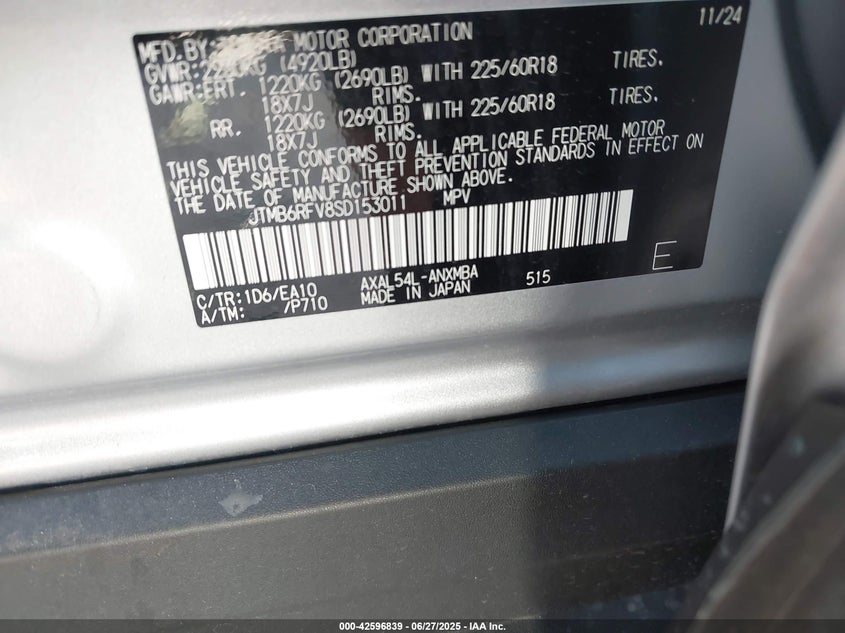 11/24
MFD.BY: TOYOTA MOTOR CORPORATION
GVWR: (4920LB)
GAWR:FRT. 1220KG (2690LB) WITH 225/60R18 TIRES.
18X7J RIMS.
RR. 1220KG (2690LB) WITH 225/60R18 TIRES.
18X7J RIMS.
THIS VEHICLE CONFORMS TO ALL APPLICABLE FEDERAL MOTOR
VEHICLE SAFETY AND THEFT PREVENTION STANDARDS IN EFFECT ON
THE DATE OF MANUFACTURE SHOWN ABOVE.
JTMB6RFV8SD153011 MPV
C/TR:1D6/EA10 AXAL54L-ANXMBA 515 E
A/TM: /P710 MADE IN JAPAN
000-42596839 - 06/27/2025 - IAA Inc.